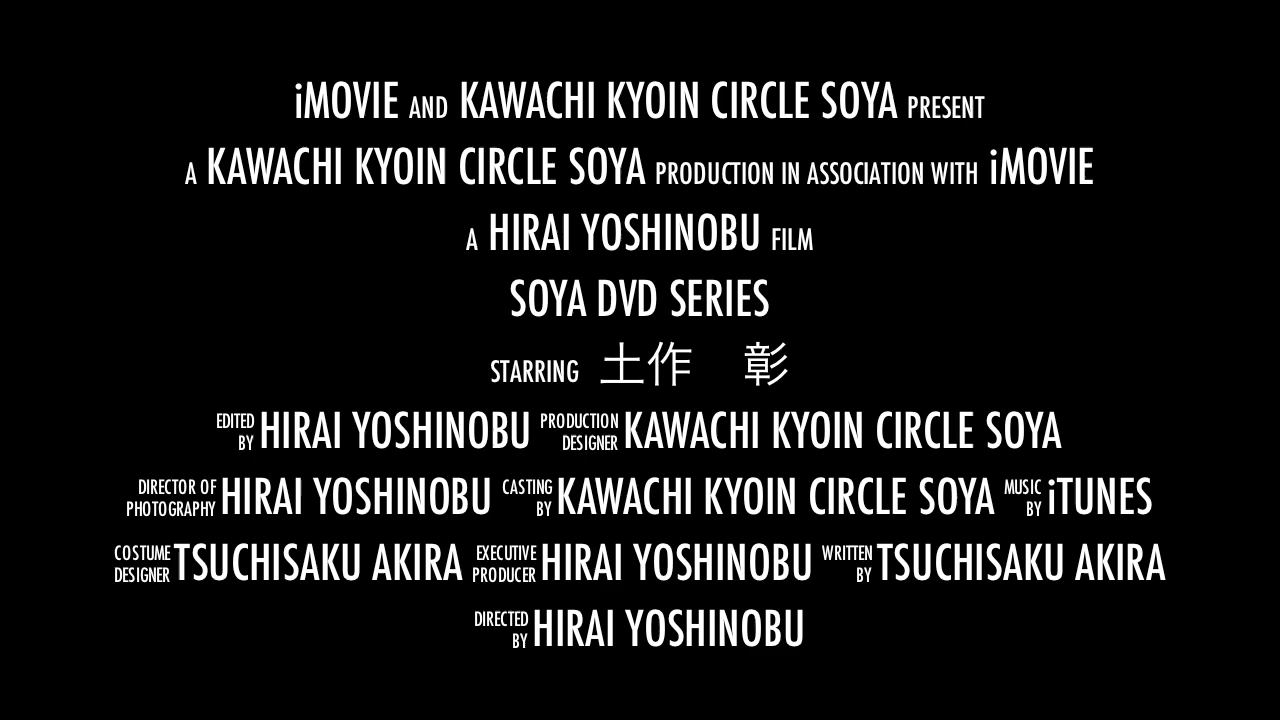 iMOVIE AND KAWACHI KYOIN CIRCLE SOYA PRESENT
A KAWACHI KYOIN CIRCLE SOYA PRODUCTION IN ASSOCIATION WITH iMOVIE
A HIRAI YOSHINOBU FILM
SOYA DVD SERIES
STARRING 土作　彰
EDITED BY HIRAI YOSHINOBU PRODUCTION DESIGNER KAWACHI KYOIN CIRCLE SOYA
DIRECTOR OF PHOTOGRAPHY HIRAI YOSHINOBU CASTING BY KAWACHI KYOIN CIRCLE SOYA MUSIC BY iTUNES
COSTUME DESIGNER TSUCHISAKU AKIRA EXECUTIVE PRODUCER HIRAI YOSHINOBU WRITTEN BY TSUCHISAKU AKIRA
DIRECTED BY HIRAI YOSHINOBU